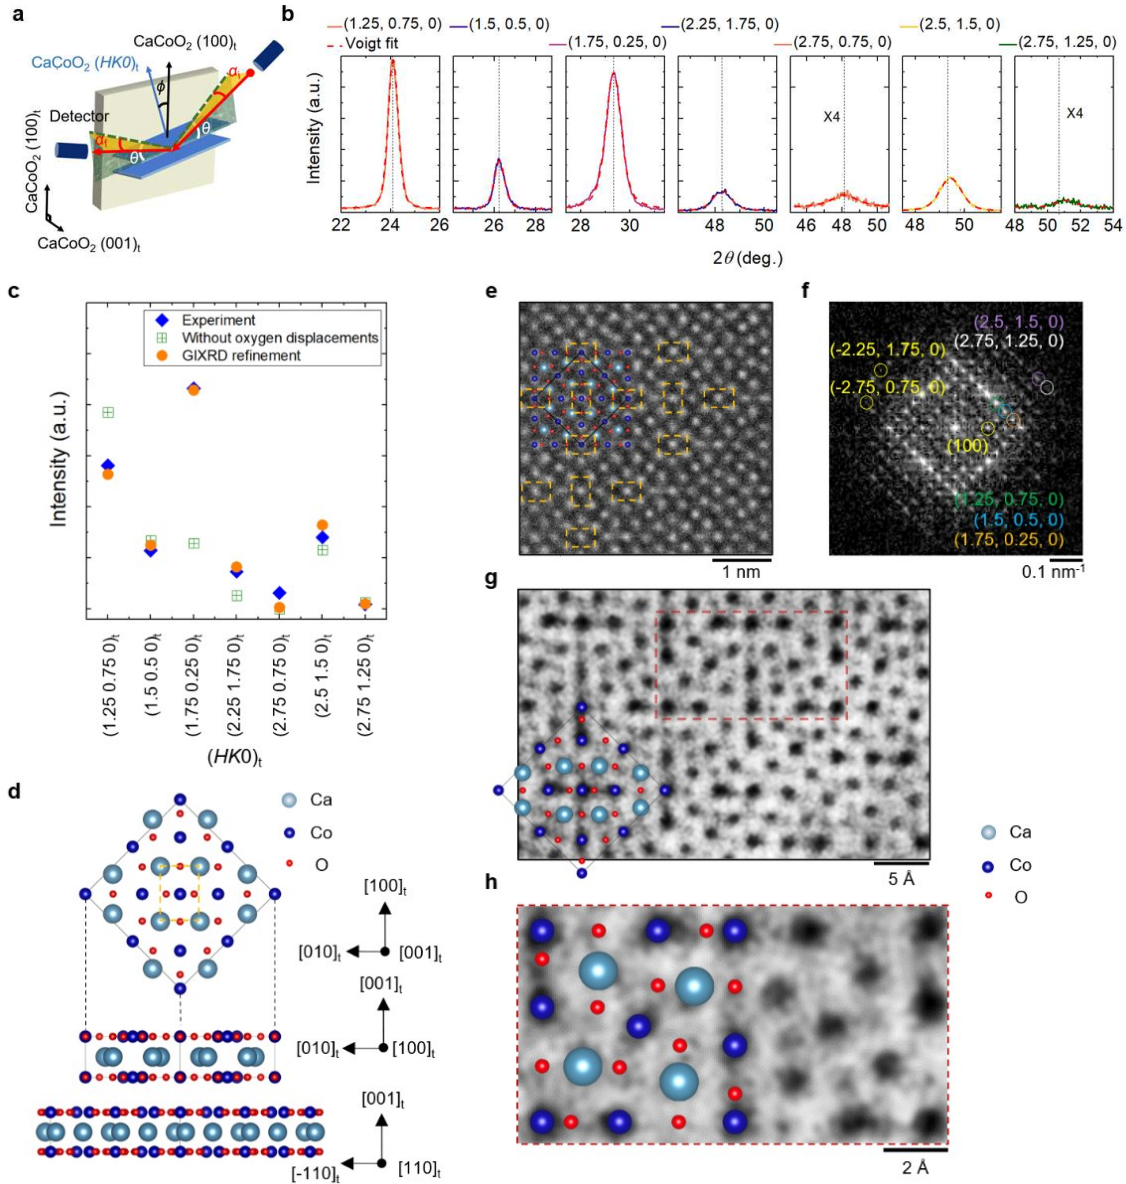 a
CaCoO2 (100)t
CaCoO2 (HK0)t
αi
ϕ
Detector
αf
θ
θ
CaCoO2 (100)t
CaCoO2 (001)t
b
(1.25, 0.75, 0)
(1.5, 0.5, 0)
(2.25, 1.75, 0)
(2.5, 1.5, 0)
Voigt fit
(1.75, 0.25, 0)
(2.75, 0.75, 0)
(2.75, 1.25, 0)
Intensity (a.u.)
X4
X4
22 24 26
26 28
28 30
48 50
46 48 50
48 50
48 50 52 54
2θ (deg.)
c
Experiment
Without oxygen displacements
GIXRD refinement
Intensity (a.u.)
(1.25 0.75 0)t
(1.5 0.5 0)t
(1.75 0.25 0)t
(2.25 1.75 0)t
(2.75 0.75 0)t
(2.5 1.5 0)t
(2.75 1.25 0)t
(HK0)t
e
1 nm
f
(2.5, 1.5, 0)
(2.75, 1.25, 0)
(-2.25, 1.75, 0)
(-2.75, 0.75, 0)
(100)
(1.25, 0.75, 0)
(1.5, 0.5, 0)
(1.75, 0.25, 0)
0.1 nm-1
d
Ca
Co
O
[100]t
[010]t
[001]t
[001]t
[010]t
[100]t
[001]t
[-110]t
[110]t
g
5 Å
Ca
Co
O
h
2 Å